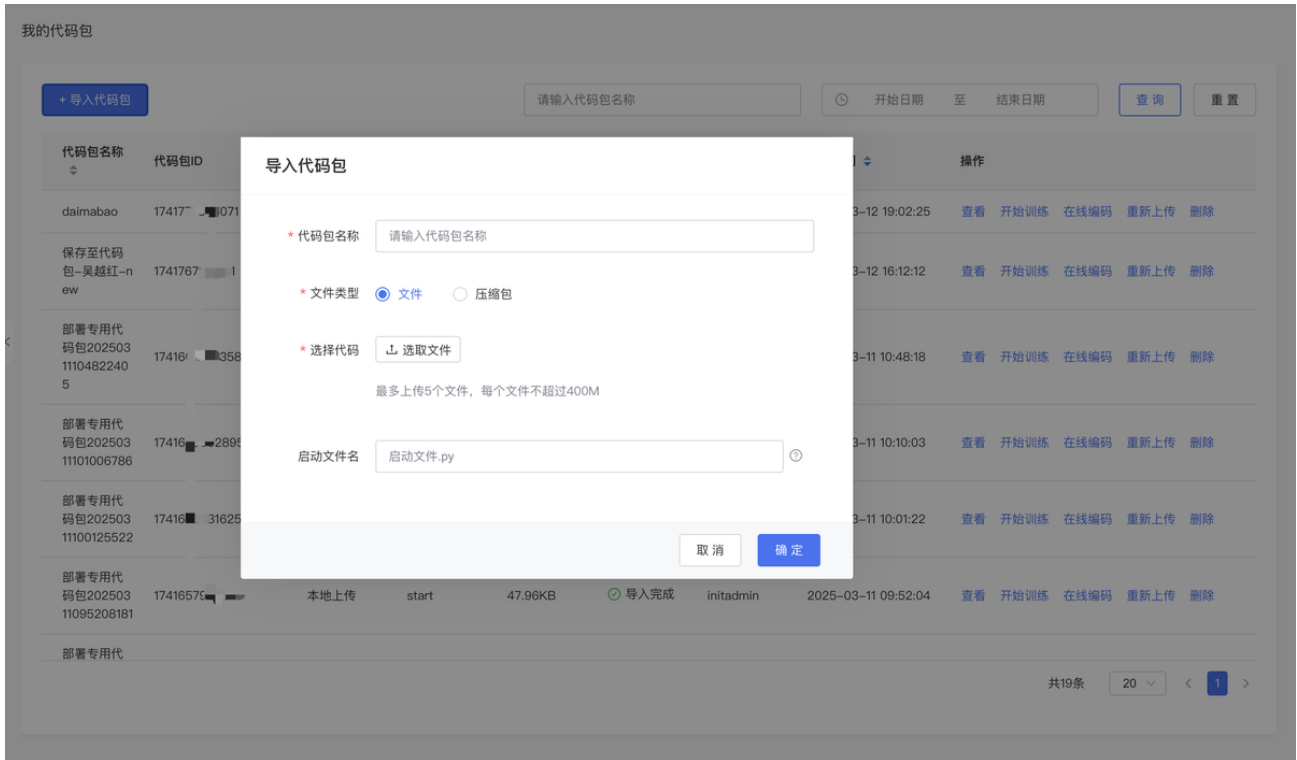 我的代码包
+ 导入代码包
请输入代码包名称
开始日期 至 结束日期
查询
重置
代码包名称
代码包ID
操作
导入代码包
* 代码包名称 请输入代码包名称
* 文件类型 文件 压缩包
* 选择代码 选取文件
最多上传5个文件，每个文件不超过400M
启动文件名 启动文件.py
取消 确定
daimabao
3-12 19:02:25 查看 开始训练 在线编码 重新上传 删除
保存至代码
包-吴越红-n
ew
1741767
3-12 16:12:12 查看 开始训练 在线编码 重新上传 删除
部署专用代
码包202503
1110482240
5
3-11 10:48:18 查看 开始训练 在线编码 重新上传 删除
部署专用代
码包202503
11101006786
3-11 10:10:03 查看 开始训练 在线编码 重新上传 删除
部署专用代
码包202503
11100125522
3-11 10:01:22 查看 开始训练 在线编码 重新上传 删除
部署专用代
码包202503
11095208181
本地上传 start 47.96KB 导入完成 initadmin 2025-03-11 09:52:04 查看 开始训练 在线编码 重新上传 删除
部署专用代
共19条 20 1